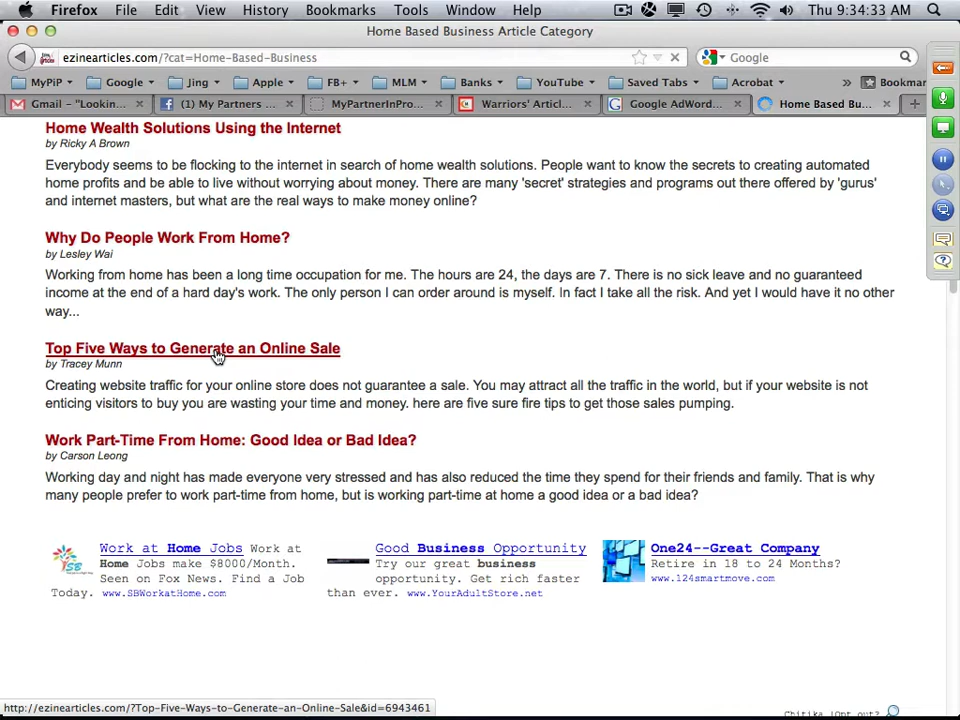 Firefox File Edit View History Bookmarks Tools Window Help Thu 9:34:33 AM
Home Based Business Article Category
ezinearticles.com/?cat=Home-Based-Business Google
MyPiP Google Jing Apple FB+ MLM Banks YouTube Saved Tabs Acrobat » Bookmar
Gmail - "Lookin... (1) My Partners ... MyPartnerInPro... Warriors' Articl... Google AdWord... Home Based Bu...
Home Wealth Solutions Using the Internet
by Ricky A Brown
Everybody seems to be flocking to the internet in search of home wealth solutions. People want to know the secrets to creating automated
home profits and be able to live without worrying about money. There are many 'secret' strategies and programs out there offered by 'gurus'
and internet masters, but what are the real ways to make money online?
Why Do People Work From Home?
by Lesley Wai
Working from home has been a long time occupation for me. The hours are 24, the days are 7. There is no sick leave and no guaranteed
income at the end of a hard day's work. The only person I can order around is myself. In fact I take all the risk. And yet I would have it no other
way...
Top Five Ways to Generate an Online Sale
by Tracey Munn
Creating website traffic for your online store does not guarantee a sale. You may attract all the traffic in the world, but if your website is not
enticing visitors to buy you are wasting your time and money. here are five sure fire tips to get those sales pumping.
Work Part-Time From Home: Good Idea or Bad Idea?
by Carson Leong
Working day and night has made everyone very stressed and has also reduced the time they spend for their friends and family. That is why
many people prefer to work part-time from home, but is working part-time at home a good idea or a bad idea?
Work at Home Jobs Work at
Home Jobs make $8000/Month.
Seen on Fox News. Find a Job
Today. www.SBWorkatHome.com
Good Business Opportunity
Try our great business
opportunity. Get rich faster
than ever. www.YourAdultStore.net
One24--Great Company
Retire in 18 to 24 Months?
www.124smartmove.com
http://ezinearticles.com/?Top-Five-Ways-to-Generate-an-Online-Sale&id=6943461
Chitika |Opt out?